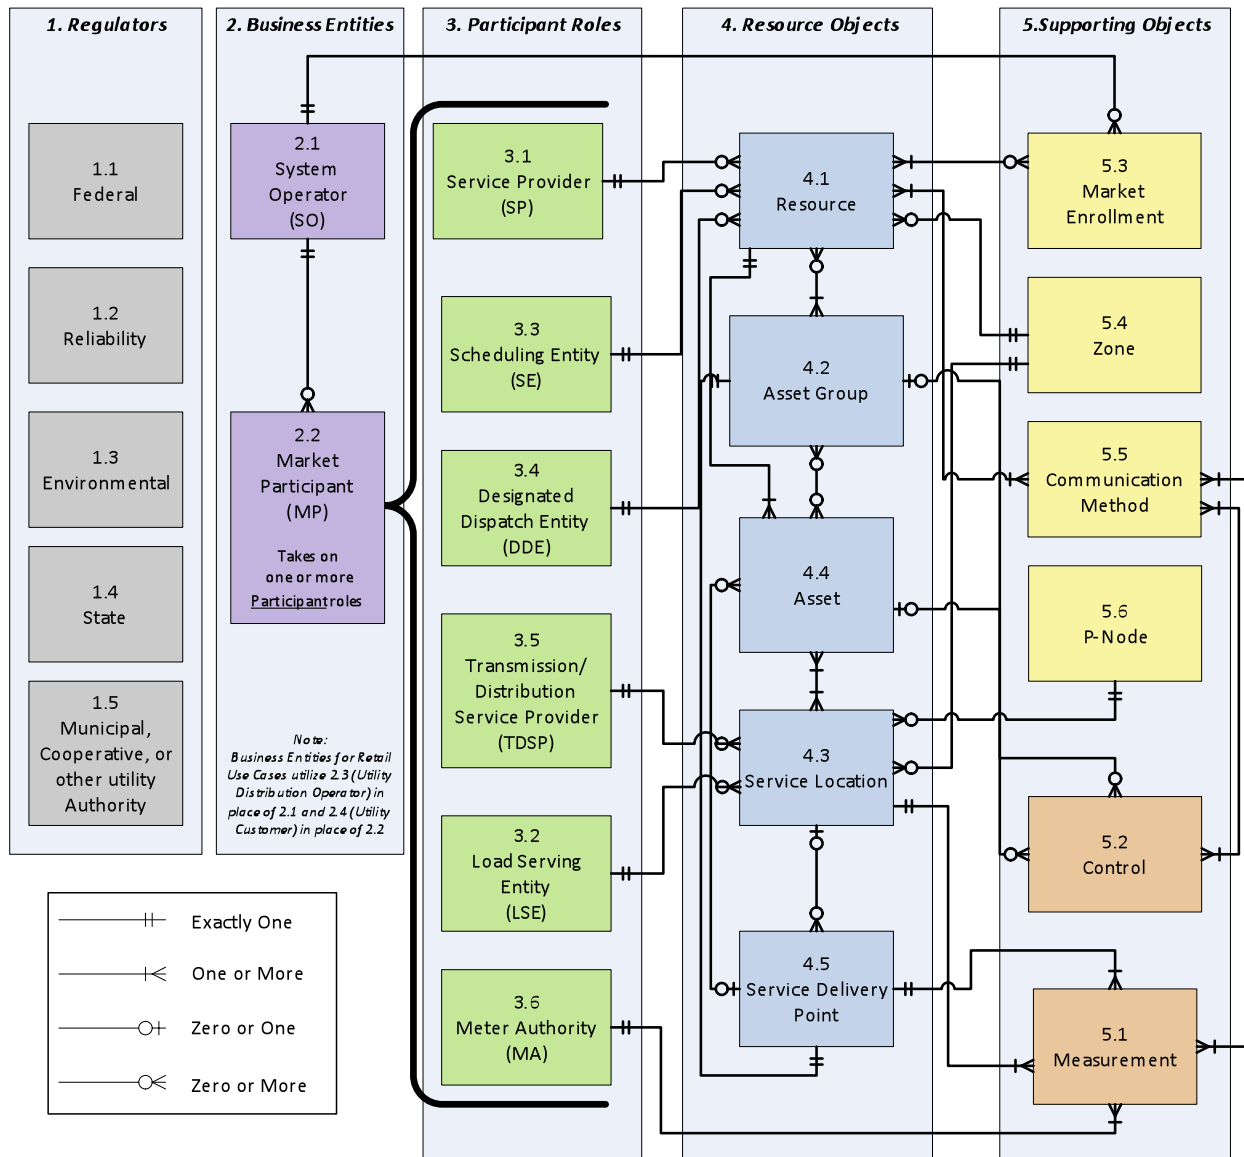 1. Regulators
1.1
Federal
1.2
Reliability
1.3
Environmental
1.4
State
1.5
Municipal,
Cooperative, or
other utility
Authority
2. Business Entities
2.1
System
Operator
(SO)
2.2
Market
Participant
(MP)
Takes on
one or more
Participant roles
Note:
Business Entities for Retail
Use Cases utilize 2.3 (Utility
Distribution Operator) in
place of 2.1 and 2.4 (Utility
Customer) in place of 2.2
3. Participant Roles
3.1
Service Provider
(SP)
3.3
Scheduling Entity
(SE)
3.4
Designated
Dispatch Entity
(DDE)
3.5
Transmission/
Distribution
Service Provider
(TDSP)
3.2
Load Serving
Entity
(LSE)
3.6
Meter Authority
(MA)
4. Resource Objects
4.1
Resource
4.2
Asset Group
4.4
Asset
4.3
Service Location
4.5
Service Delivery
Point
5.Supporting Objects
5.3
Market
Enrollment
5.4
Zone
5.5
Communication
Method
5.6
P-Node
5.2
Control
5.1
Measurement
Exactly One
One or More
Zero or One
Zero or More